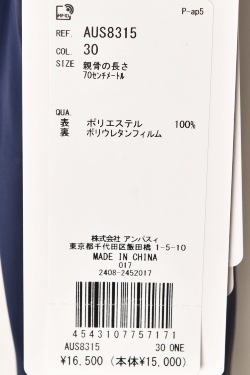 P-ap5
REF. AUS8315
COL. 30
SIZE 親骨の長さ
70センチメートル
QUA.
表 ポリエステル 100%
裏 ポリウレタンフィルム
株式会社 アンバスィ
東京都千代田区飯田橋 1-5-10
MADE IN CHINA
017
2408-2452017
4543107757171
AUS8315 30 ONE
¥16,500 (本体¥15,000)